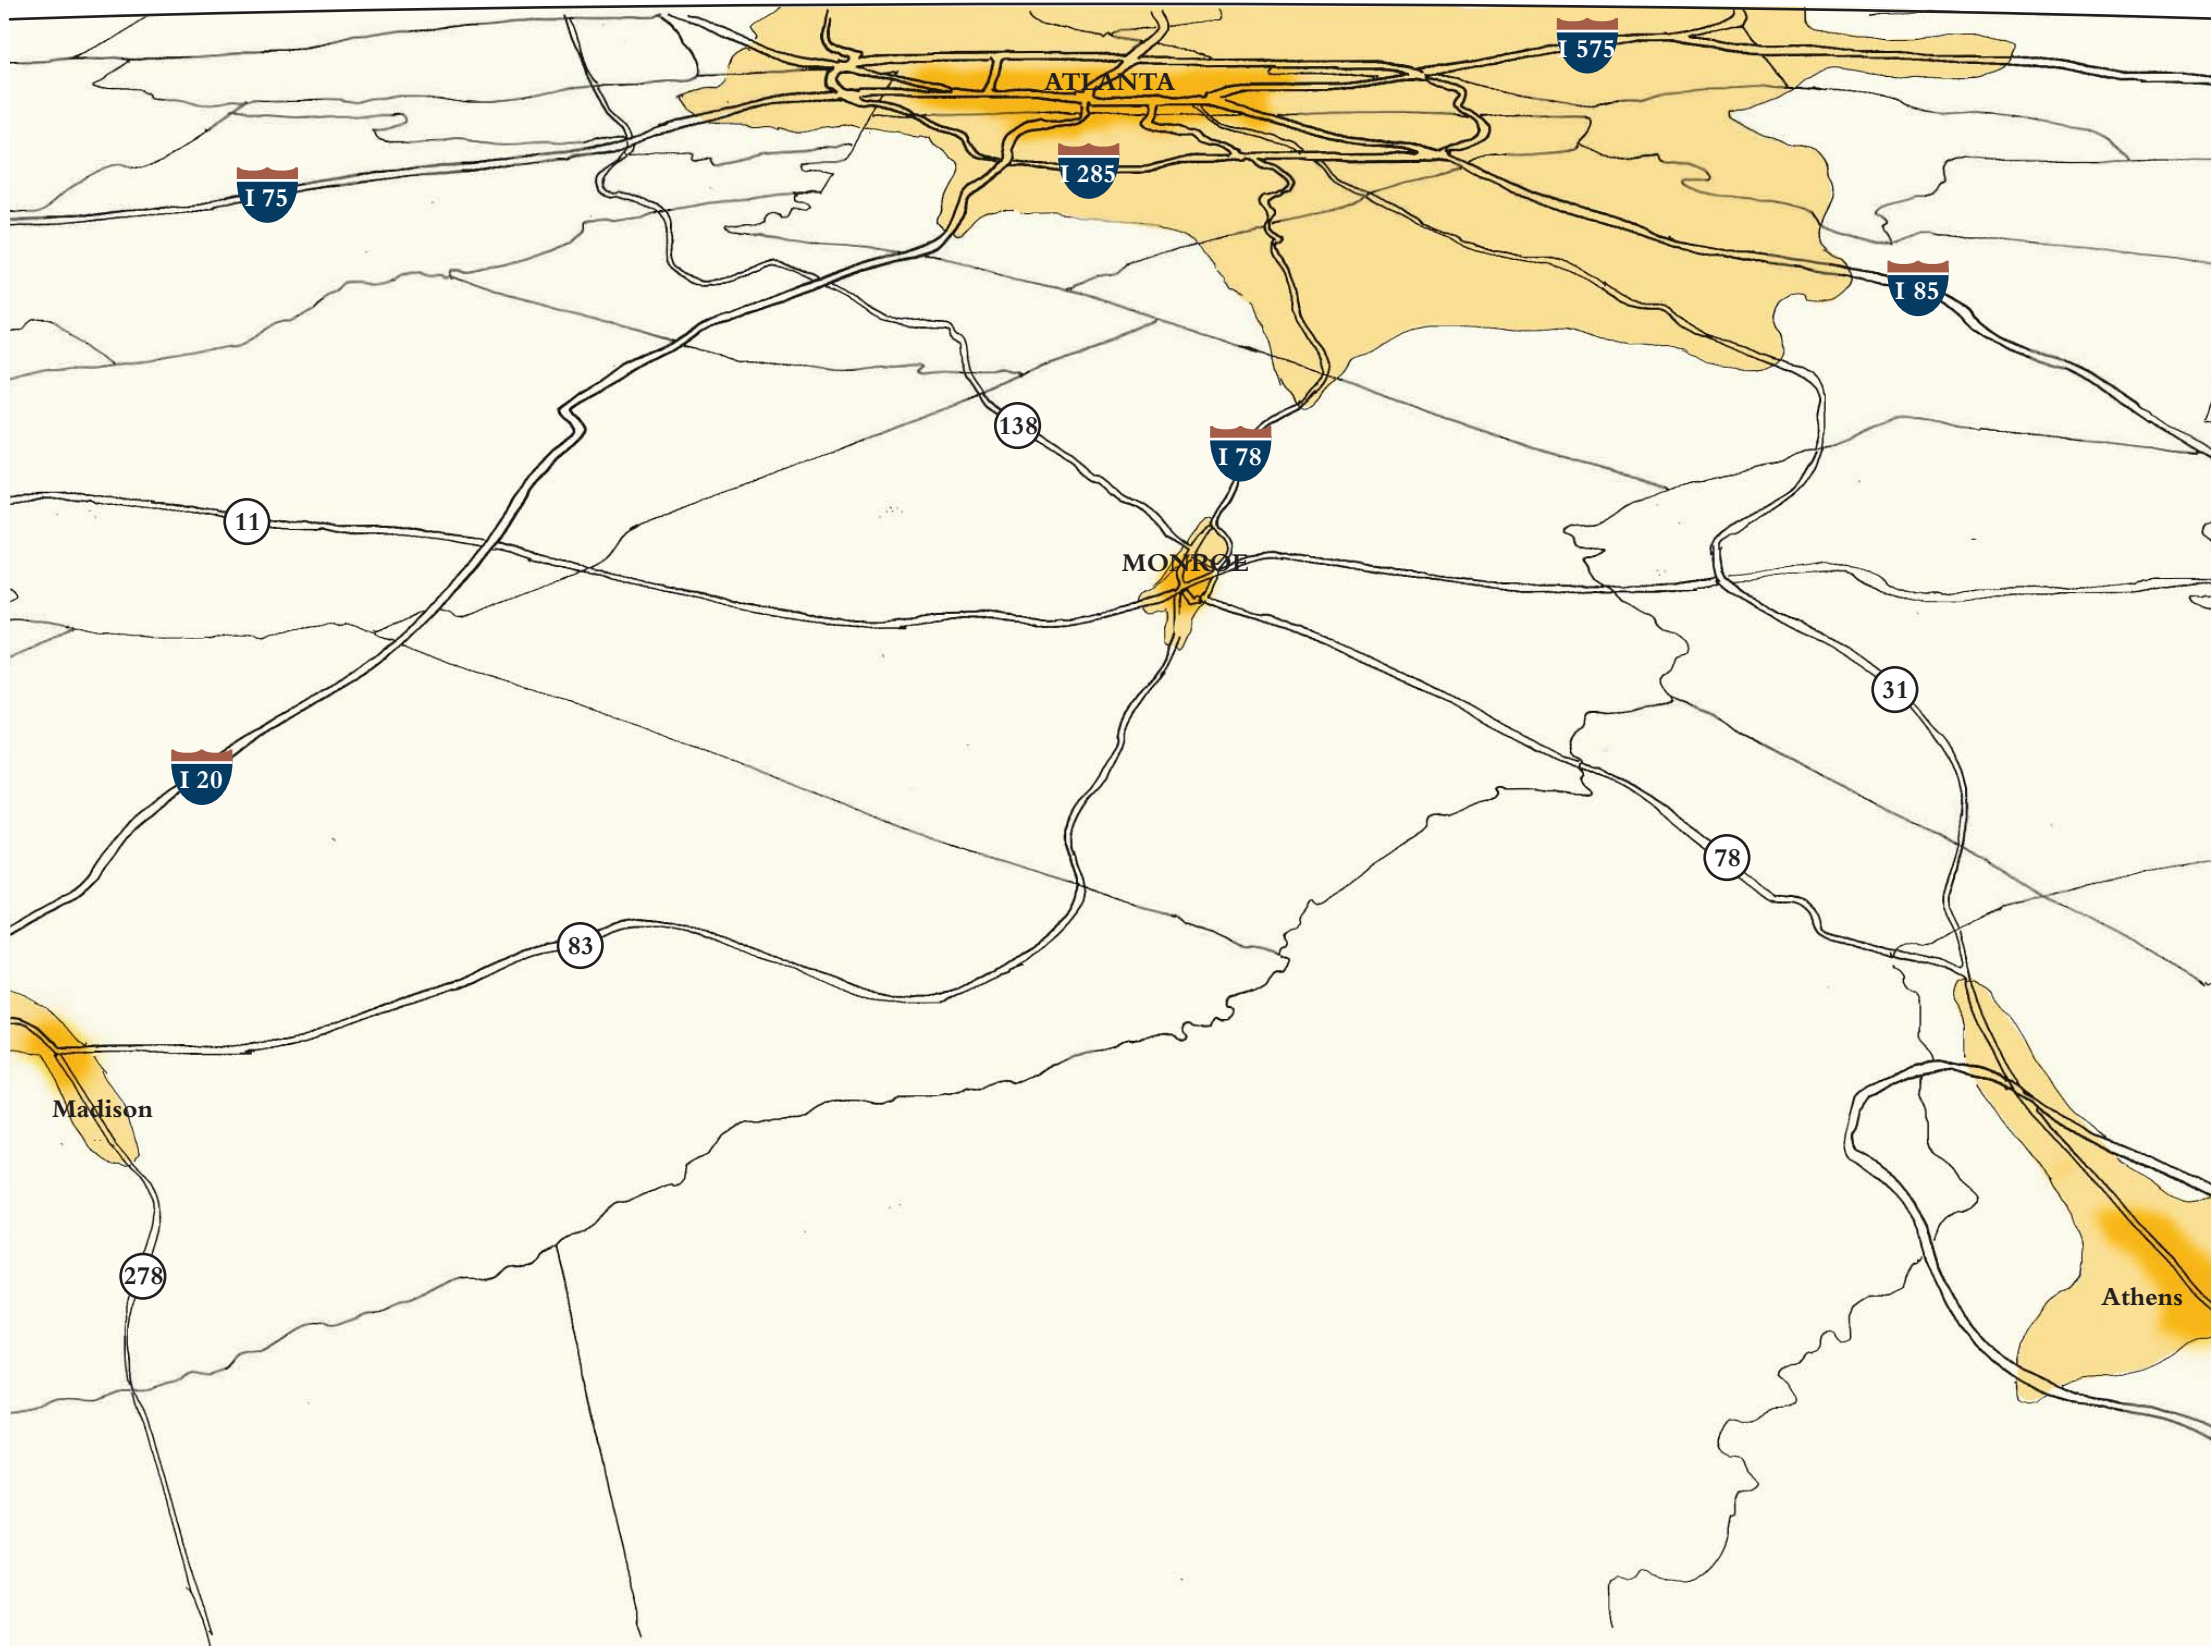 I 575
ATLANTA
I 285
I 75
I 85
138
I 78
11
MONROE
31
I 20
78
83
Madison
278
Athens